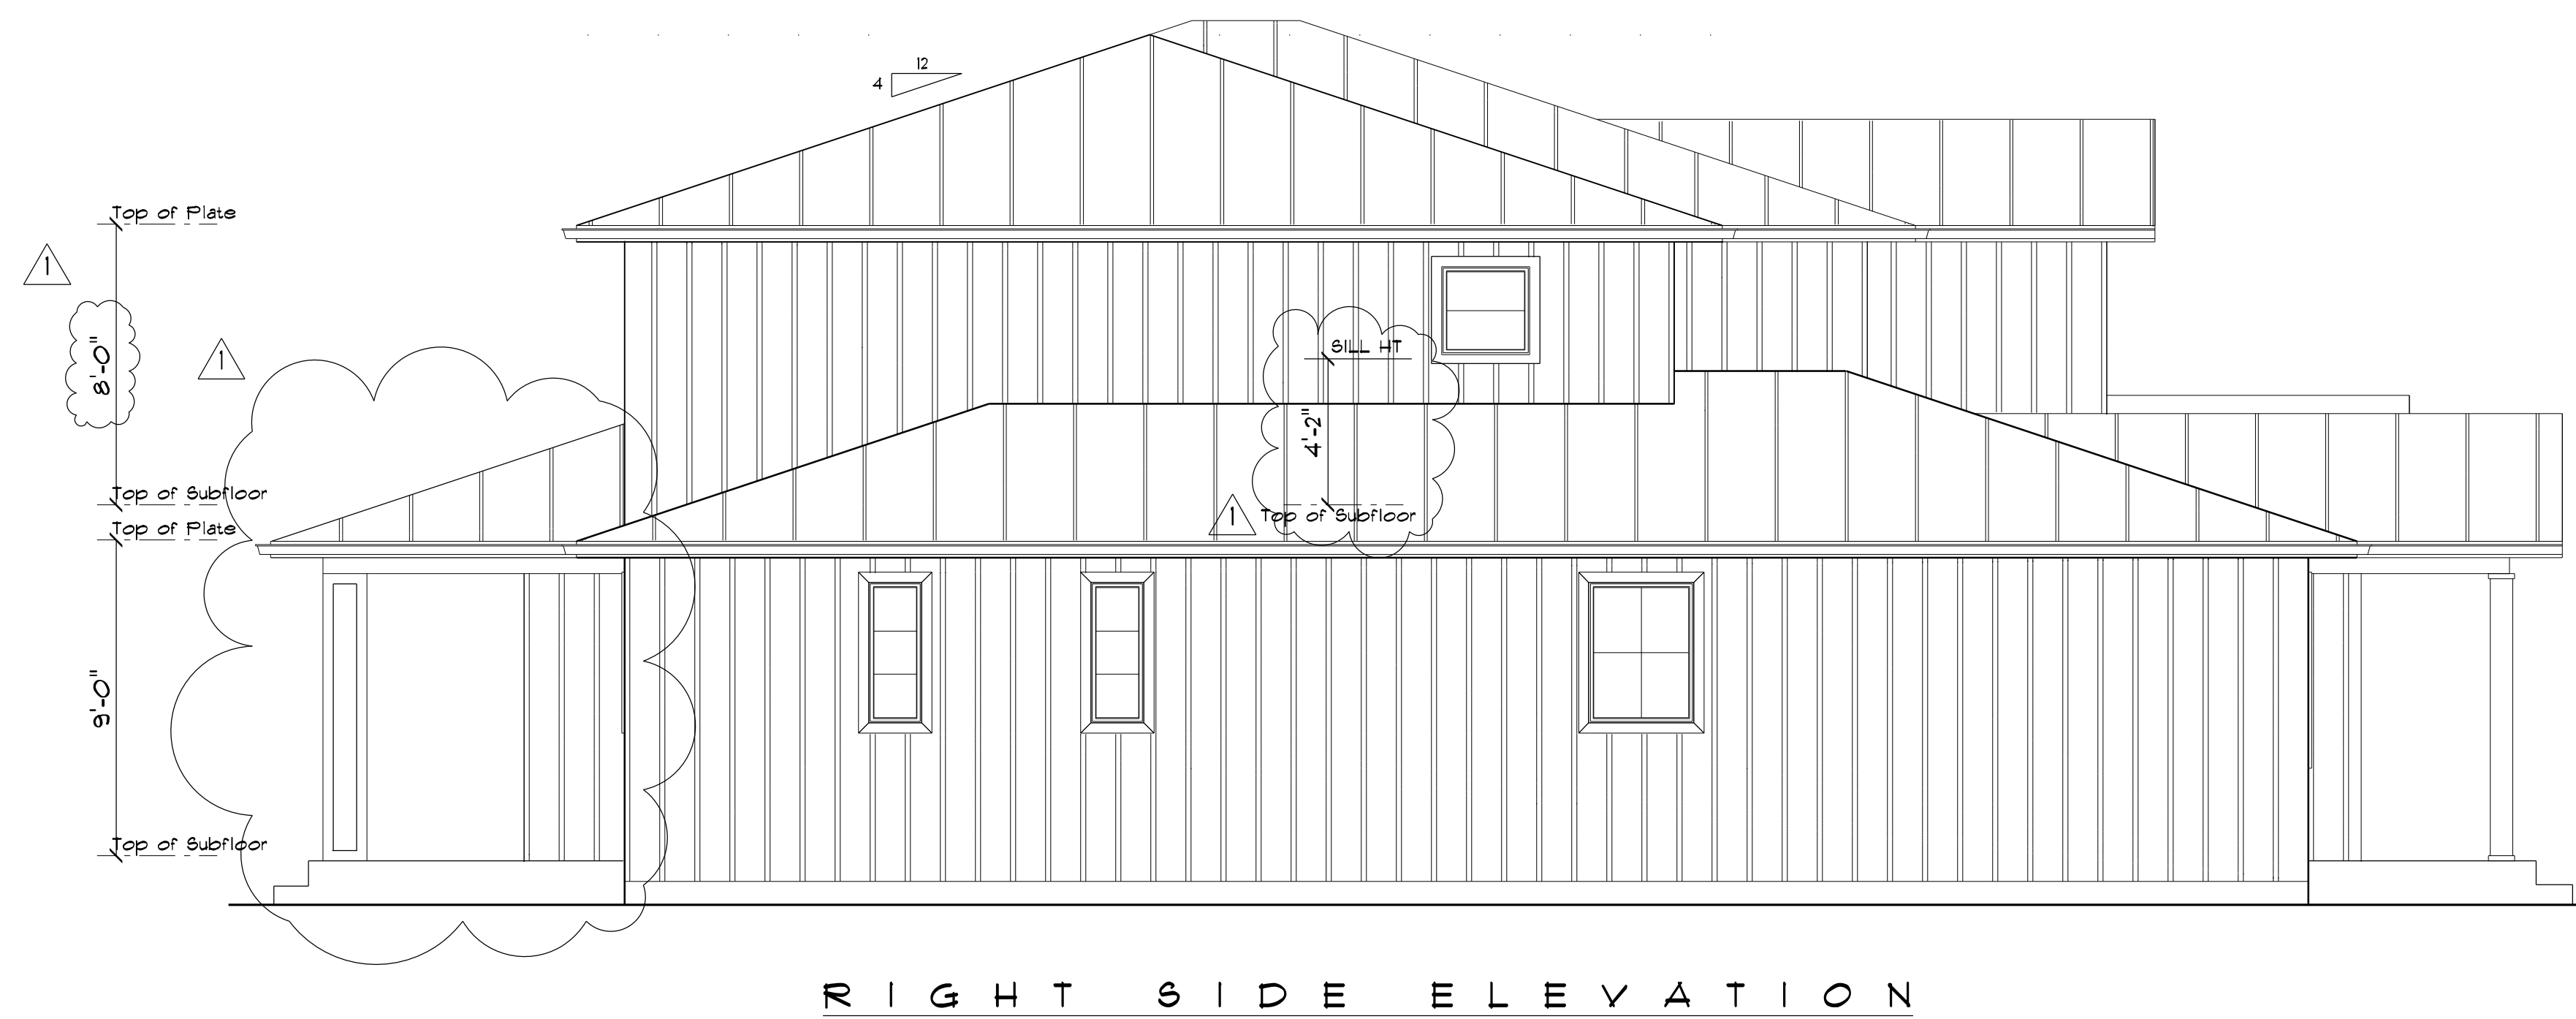 12
4
Top of Plate
1
8'-0"
1
SILL HT
4'-2"
Top of Subfloor
1
Top of Subfloor
Top of Plate
9'-0"
Top of Subfloor
RIGHT SIDE ELEVATION